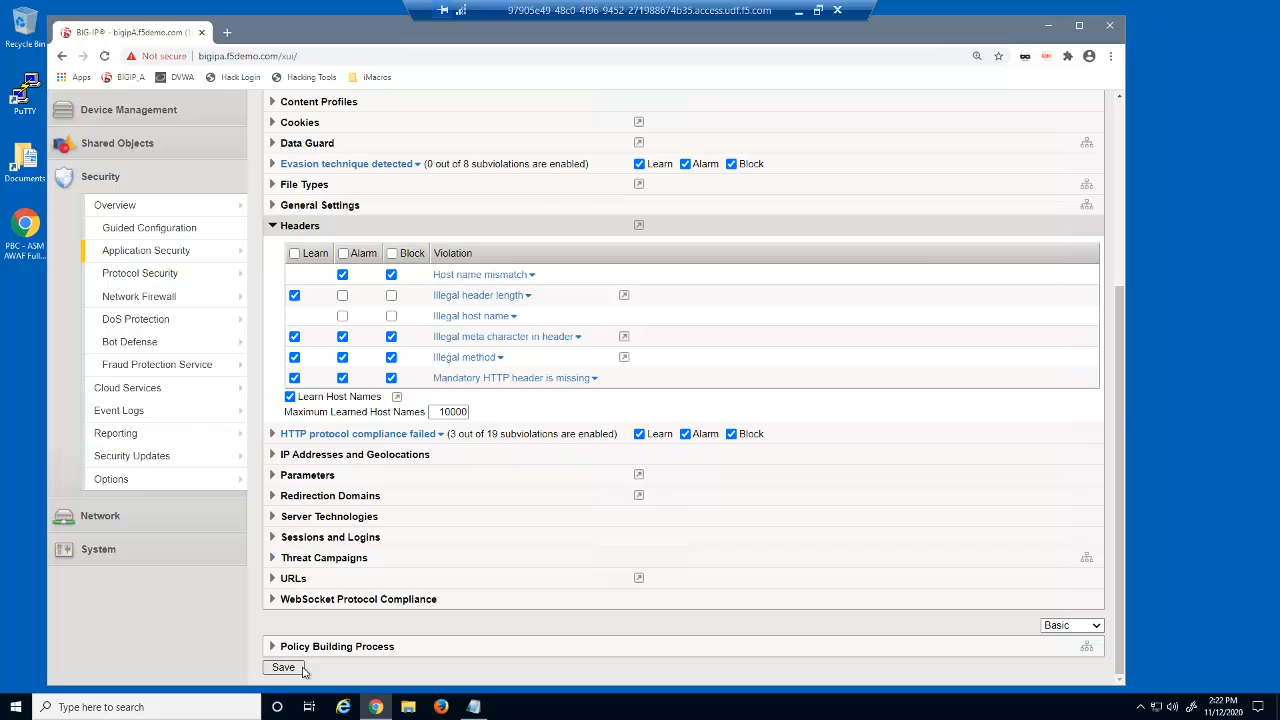 97905e49-48c0-4f96-9452-271988674b35.access.udf.f5.com
Recycle Bin
PuTTY
Documents
PBC - ASM
AWAF Full...
BIG-IP® - bigipA.f5demo.com (1
Not secure
bigipa.f5demo.com/xui/
Apps
BIGIP_A
DVWA
Hack Login
Hacking Tools
iMacros
Device Management
Shared Objects
Security
Overview
Guided Configuration
Application Security
Protocol Security
Network Firewall
DoS Protection
Bot Defense
Fraud Protection Service
Cloud Services
Event Logs
Reporting
Security Updates
Options
Network
System
Content Profiles
Cookies
Data Guard
Evasion technique detected (0 out of 8 subviolations are enabled) Learn Alarm Block
File Types
General Settings
Headers
Learn Alarm Block Violation
Host name mismatch
Illegal header length
Illegal host name
Illegal meta character in header
Illegal method
Mandatory HTTP header is missing
Learn Host Names
Maximum Learned Host Names 10000
HTTP protocol compliance failed (3 out of 19 subviolations are enabled) Learn Alarm Block
IP Addresses and Geolocations
Parameters
Redirection Domains
Server Technologies
Sessions and Logins
Threat Campaigns
URLs
WebSocket Protocol Compliance
Basic
Policy Building Process
Save
Type here to search
2:22 PM
11/12/2020